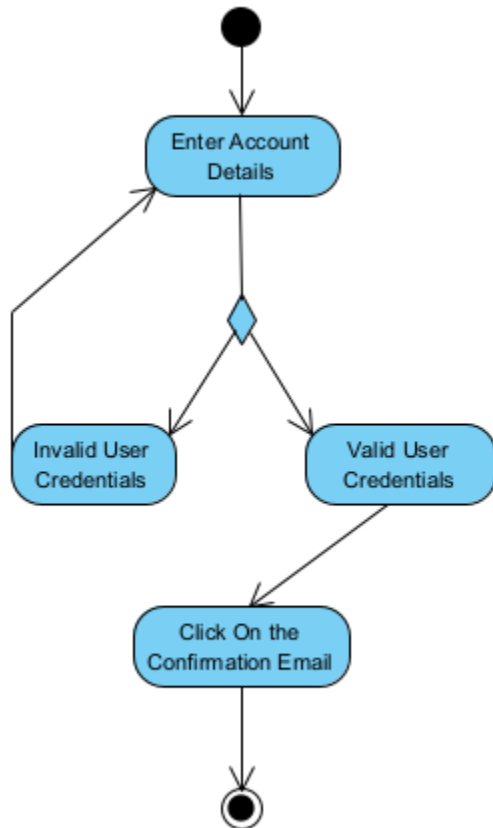 Enter Account
Details
Invalid User
Credentials
Valid User
Credentials
Click On the
Confirmation Email